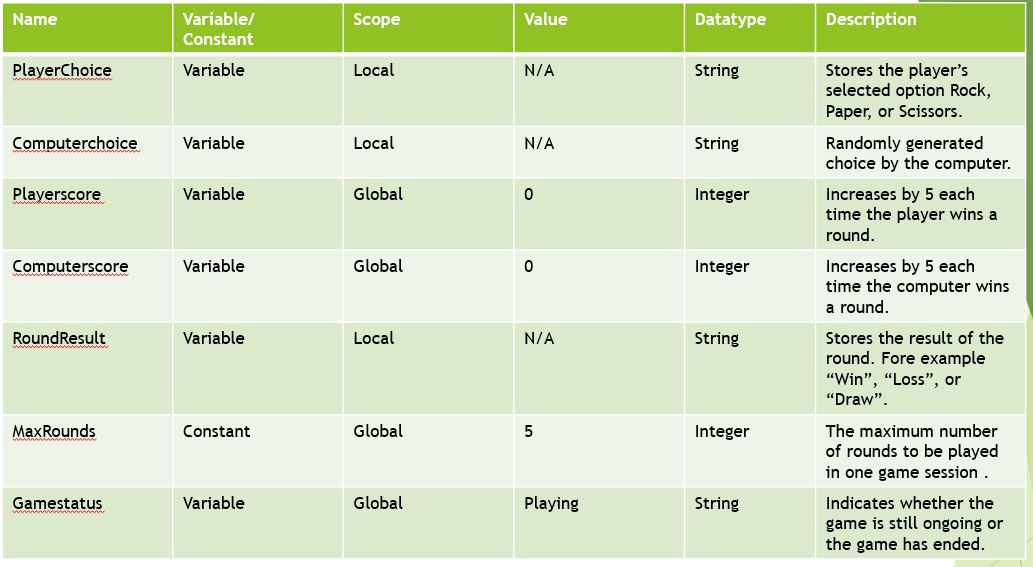 Name Variable/ Scope Value Datatype Description
Constant
PlayerChoice Variable Local N/A String Stores the player’s
selected option Rock,
Paper, or Scissors.
Computerchoice Variable Local N/A String Randomly generated
choice by the computer.
Playerscore Variable Global 0 Integer Increases by 5 each
time the player wins a
round.
Computerscore Variable Global 0 Integer Increases by 5 each
time the computer wins
a round.
RoundResult Variable Local N/A String Stores the result of the
round. Fore example
“Win”, “Loss”, or
“Draw”.
MaxRounds Constant Global 5 Integer The maximum number
of rounds to be played
in one game session .
Gamestatus Variable Global Playing String Indicates whether the
game is still ongoing or
the game has ended.